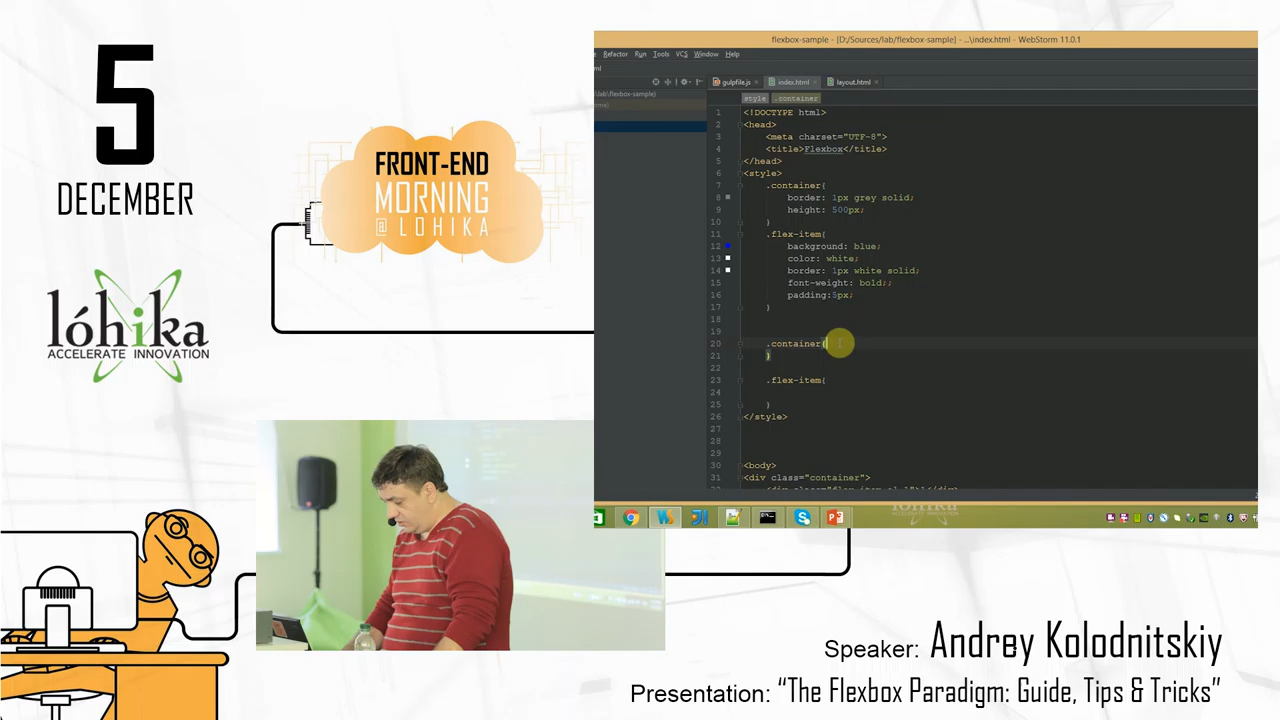 5
DECEMBER
lóhika
ACCELERATE INNOVATION
FRONT-END
MORNING
@ LOHIKA
flexbox-sample - [D:/Sources/lab/flexbox-sample] - ...\index.html - WebStorm 11.0.1
Refactor Run Tools VCS Window Help
ml
gulpfile.js index.html layout.html
lab\flexbox-sample)
style .container
1 <!DOCTYPE html>
2 <head>
3 <meta charset="UTF-8">
4 <title>Flexbox</title>
5 </head>
6 <style>
7 .container{
8 border: 1px grey solid;
9 height: 500px;
10 }
11 .flex-item{
12 background: blue;
13 color: white;
14 border: 1px white solid;
15 font-weight: bold;;
16 padding:5px;
17 }
18
19
20 .container{
21 }
22
23 .flex-item{
24
25 }
26 </style>
27
28
29
30 <body>
31 <div class="container">
Speaker: Andrey Kolodnitskiy
Presentation: “The Flexbox Paradigm: Guide, Tips & Tricks”